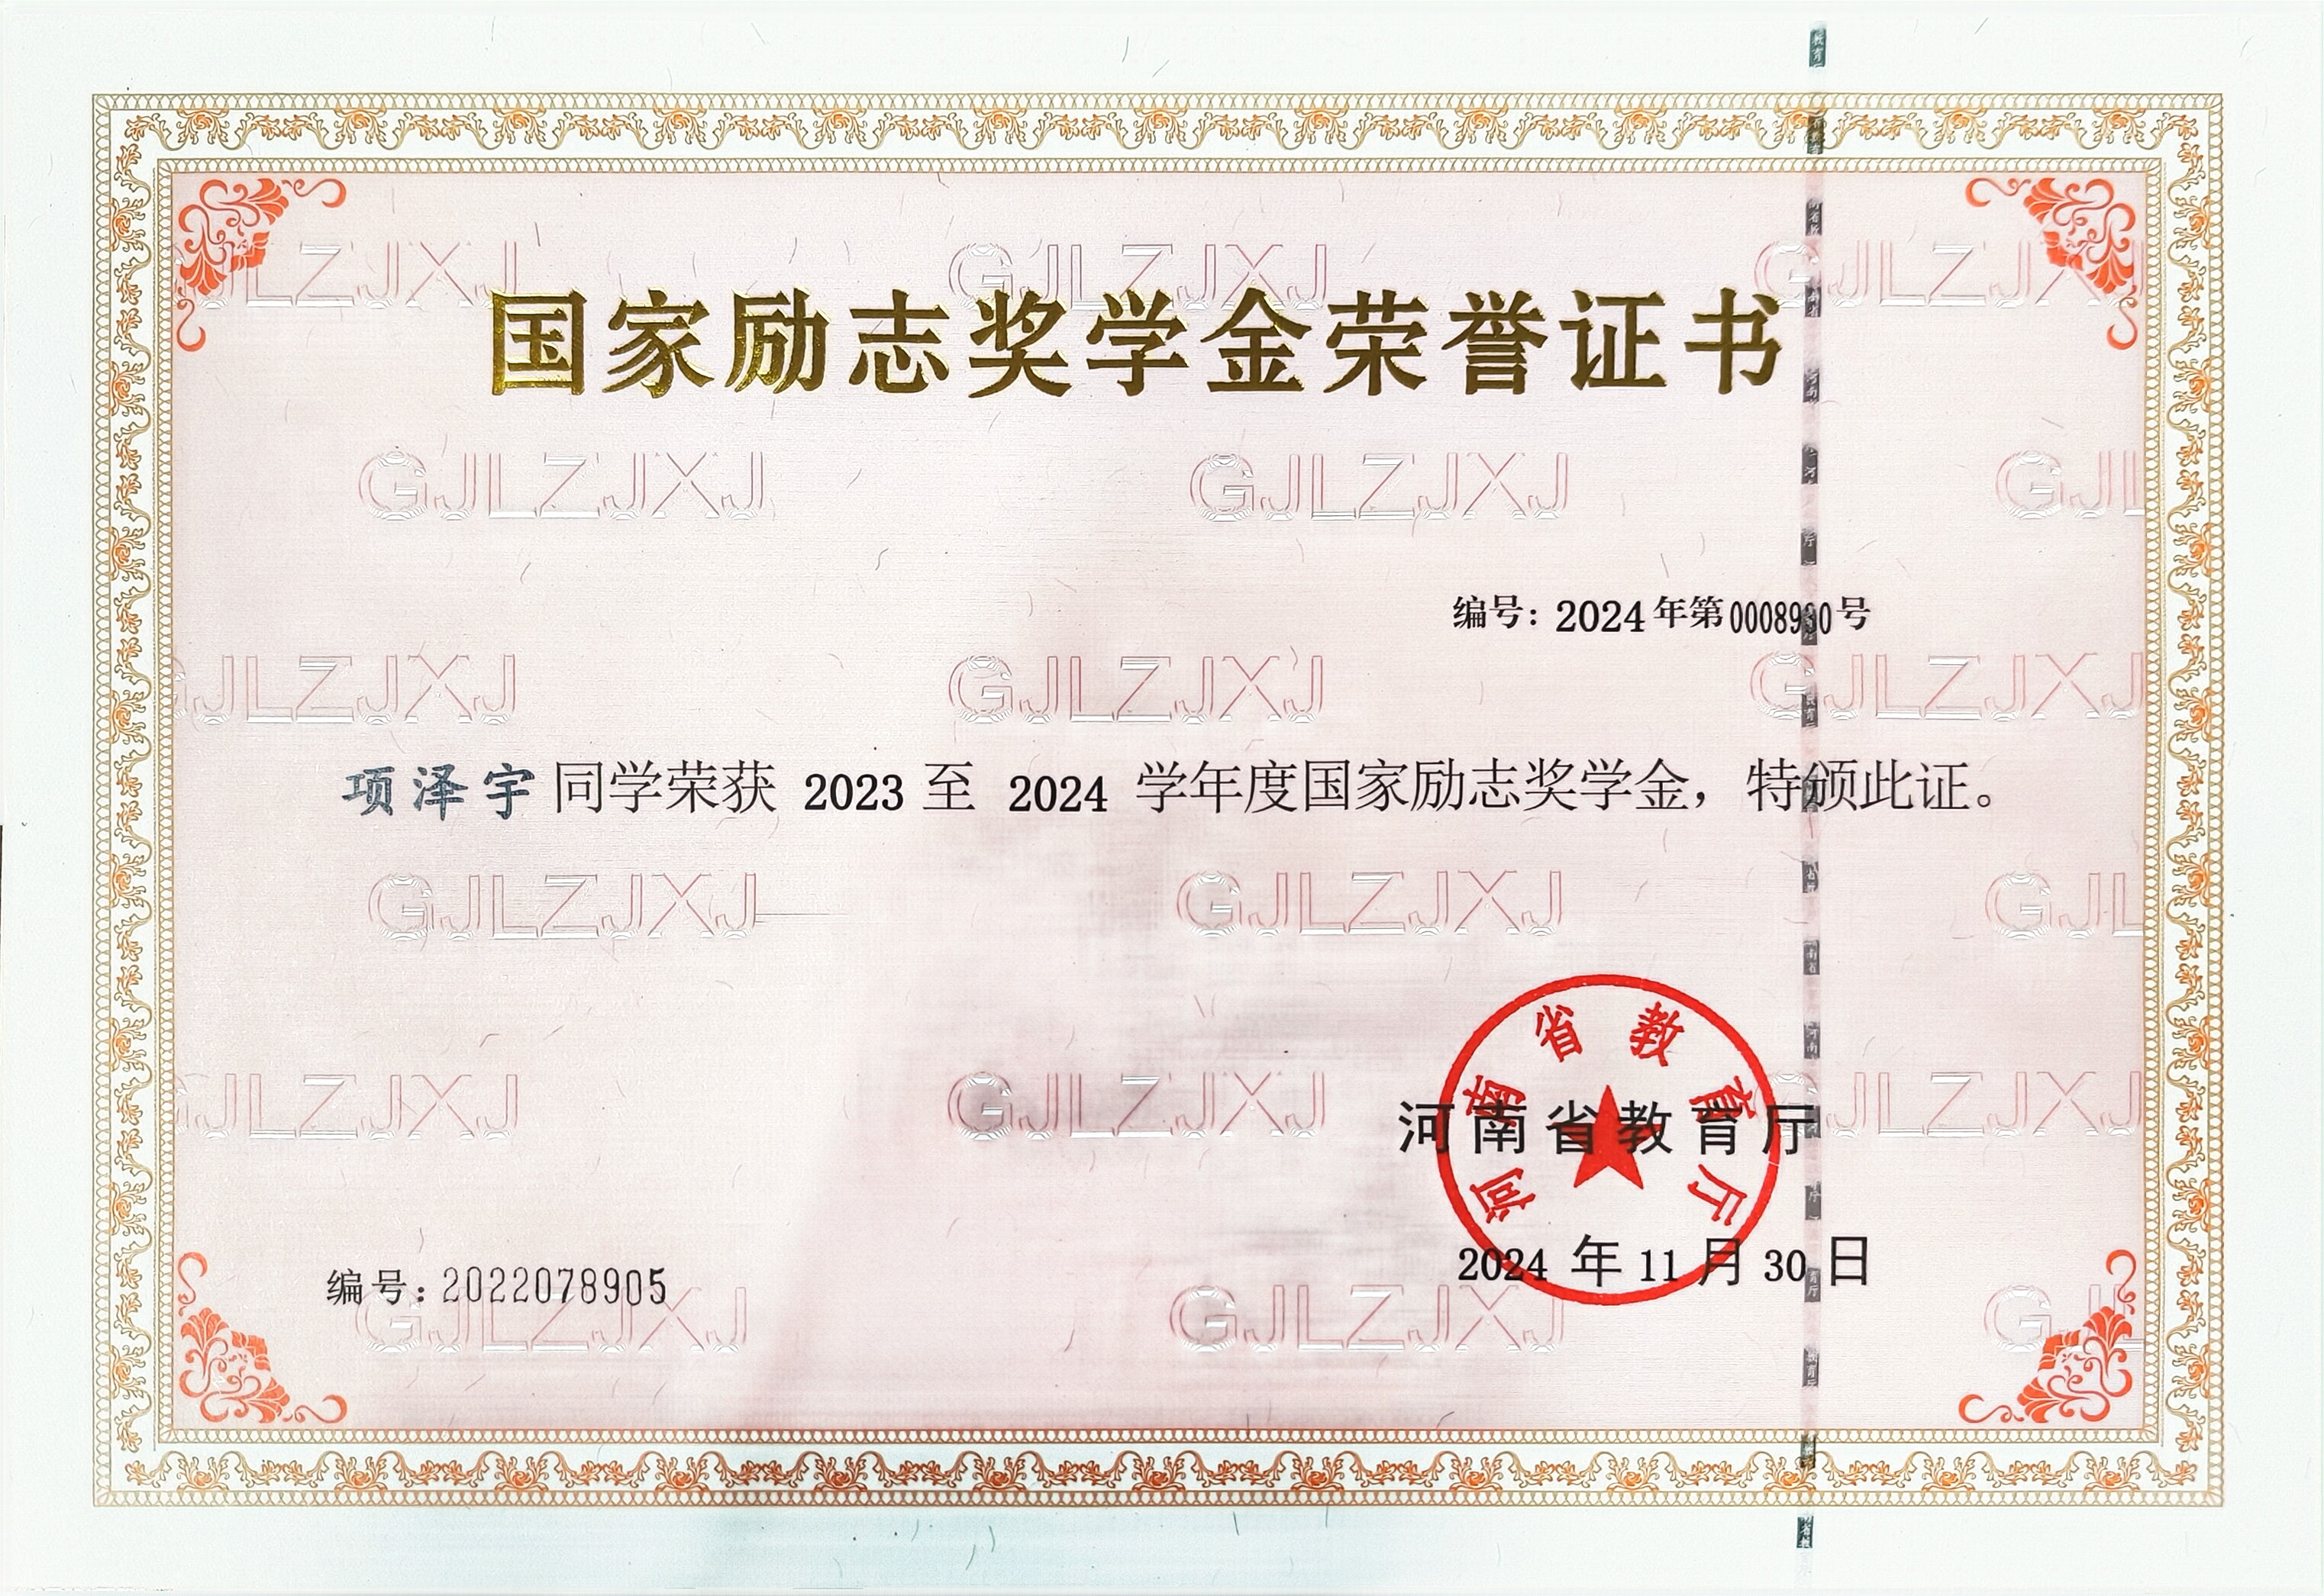 国家励志奖学金荣誉证书
编号：2024年第0008960号
项泽宇同学荣获 2023 至 2024 学年度国家励志奖学金，特颁此证。
河南省教育厅
河南省教育厅
2024 年 11 月 30 日
编号：2022078905
GJLZJXJ